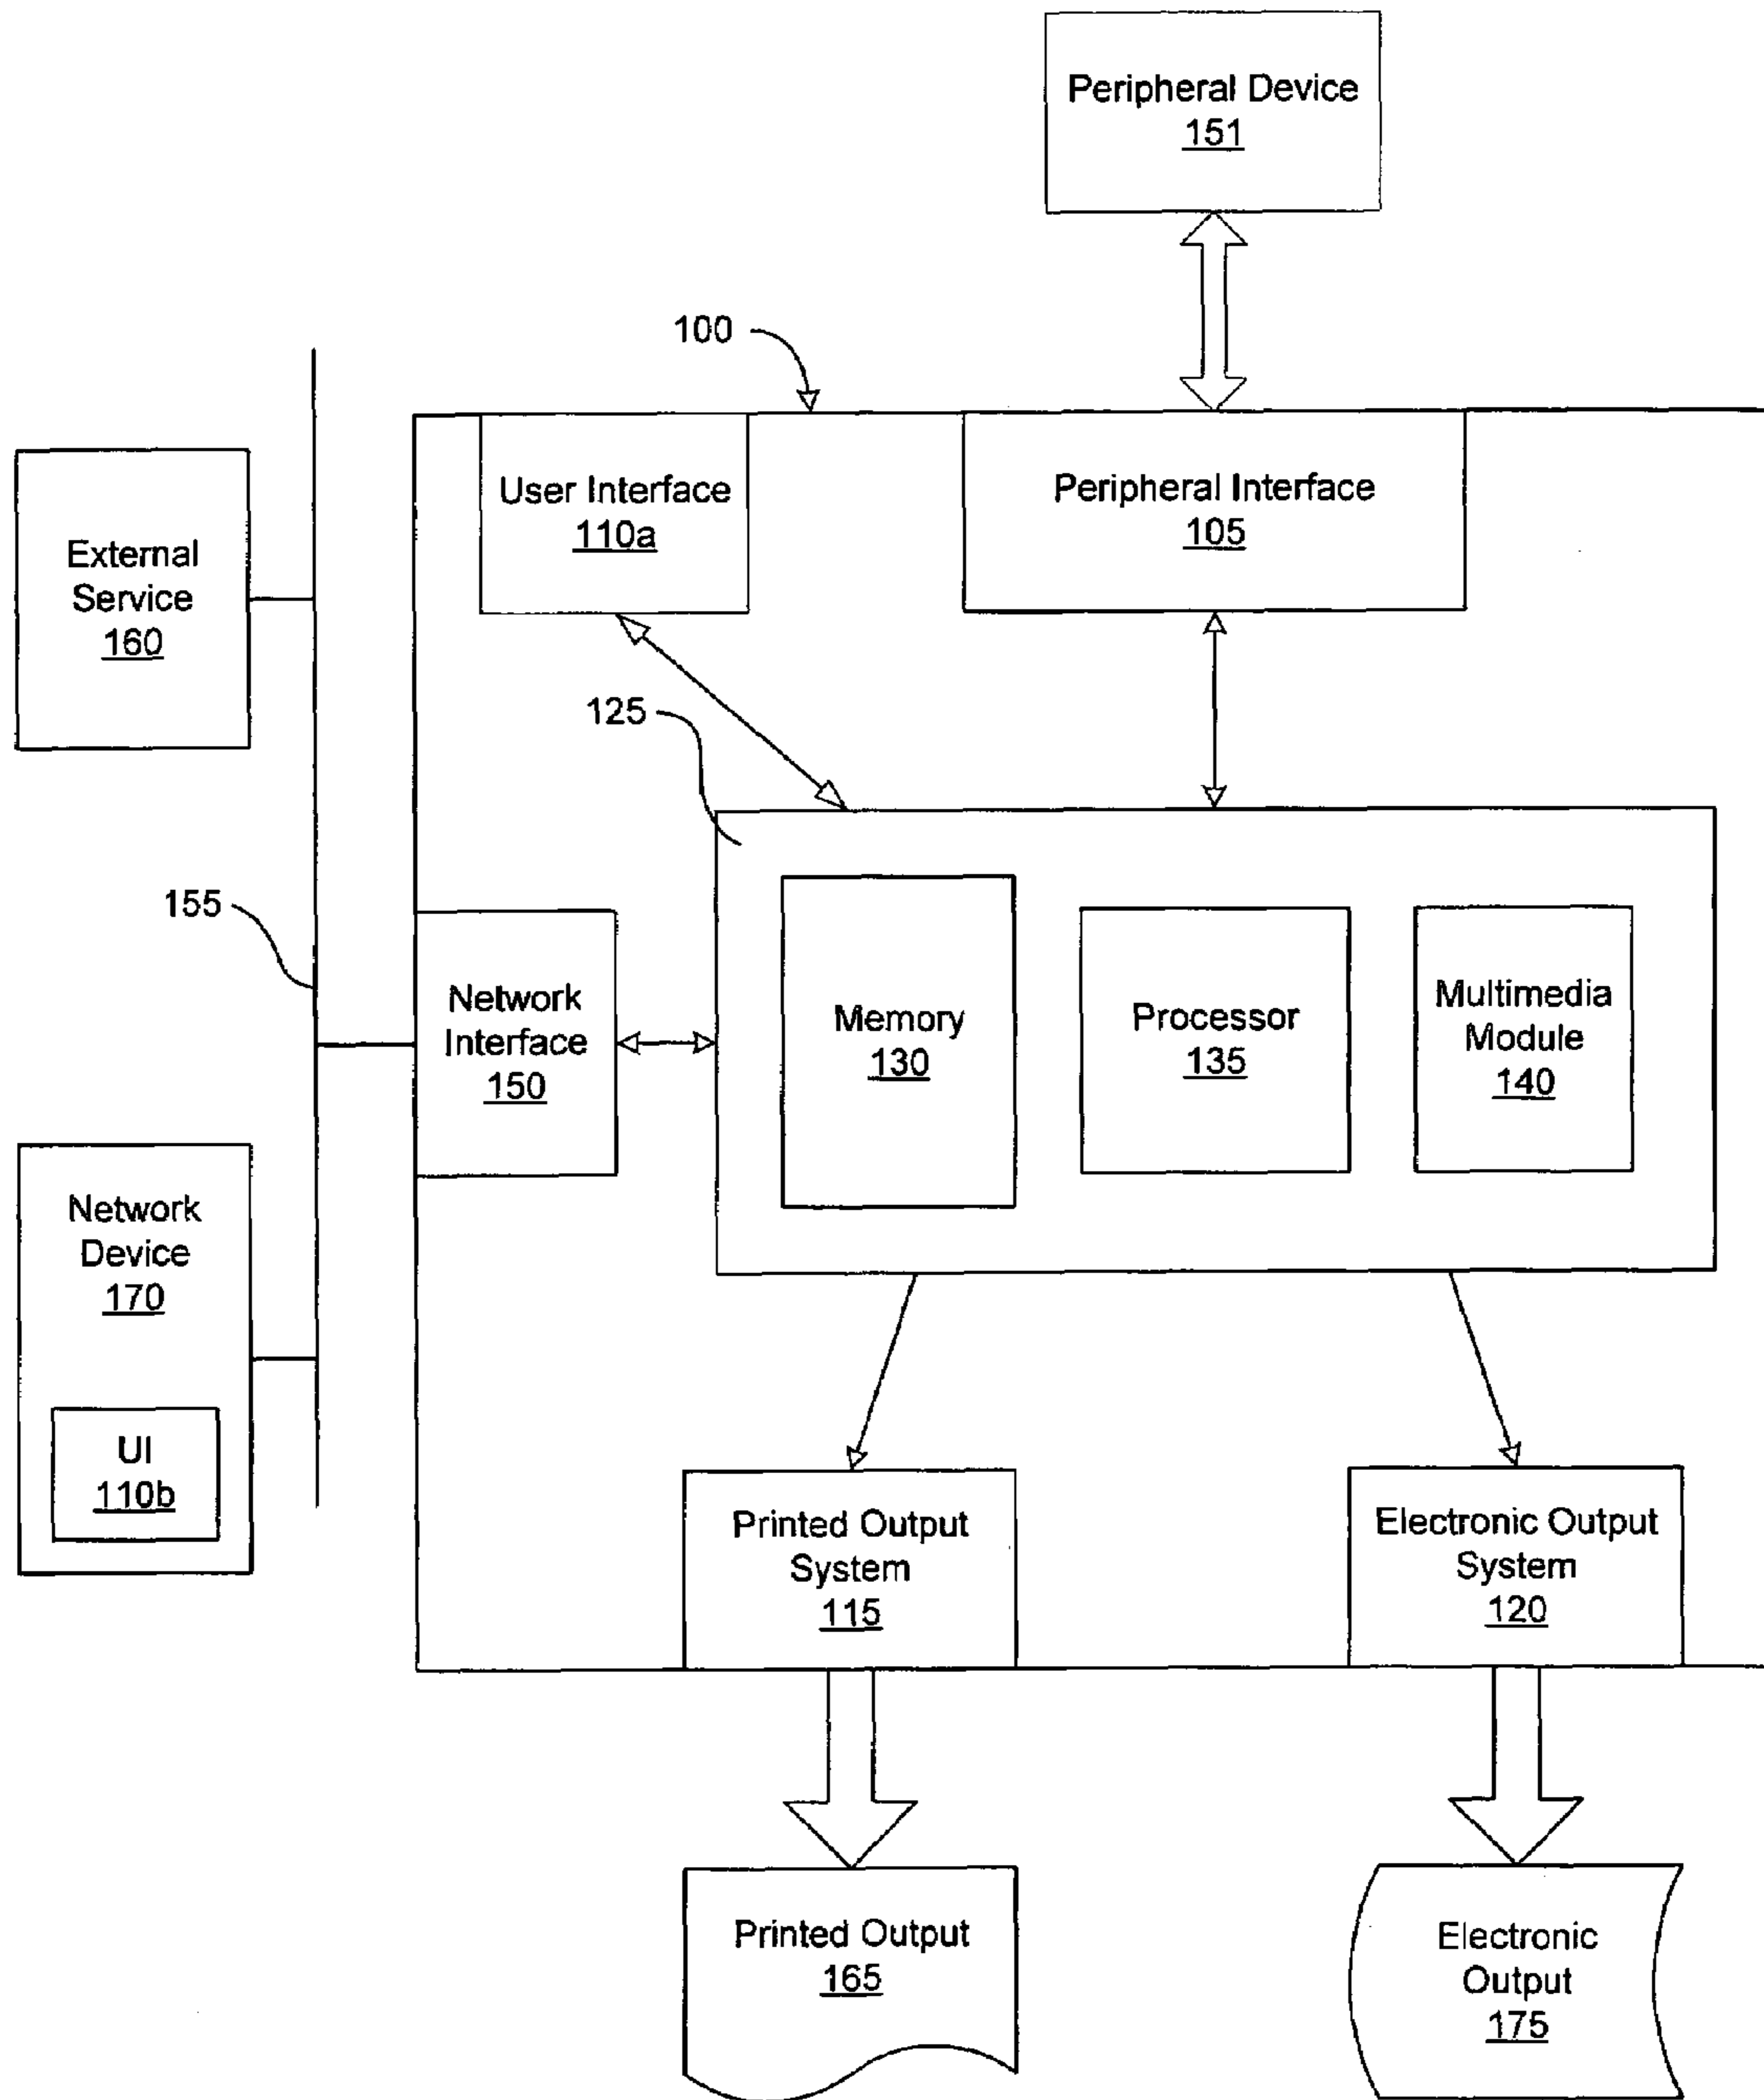 Peripheral Device
151
100
User Interface
110a
Peripheral Interface
105
External
Service
160
125
155
Network
Interface
150
Memory
130
Processor
135
Multimedia
Module
140
Network
Device
170
UI
110b
Printed Output
System
115
Electronic Output
System
120
Printed Output
165
Electronic
Output
175